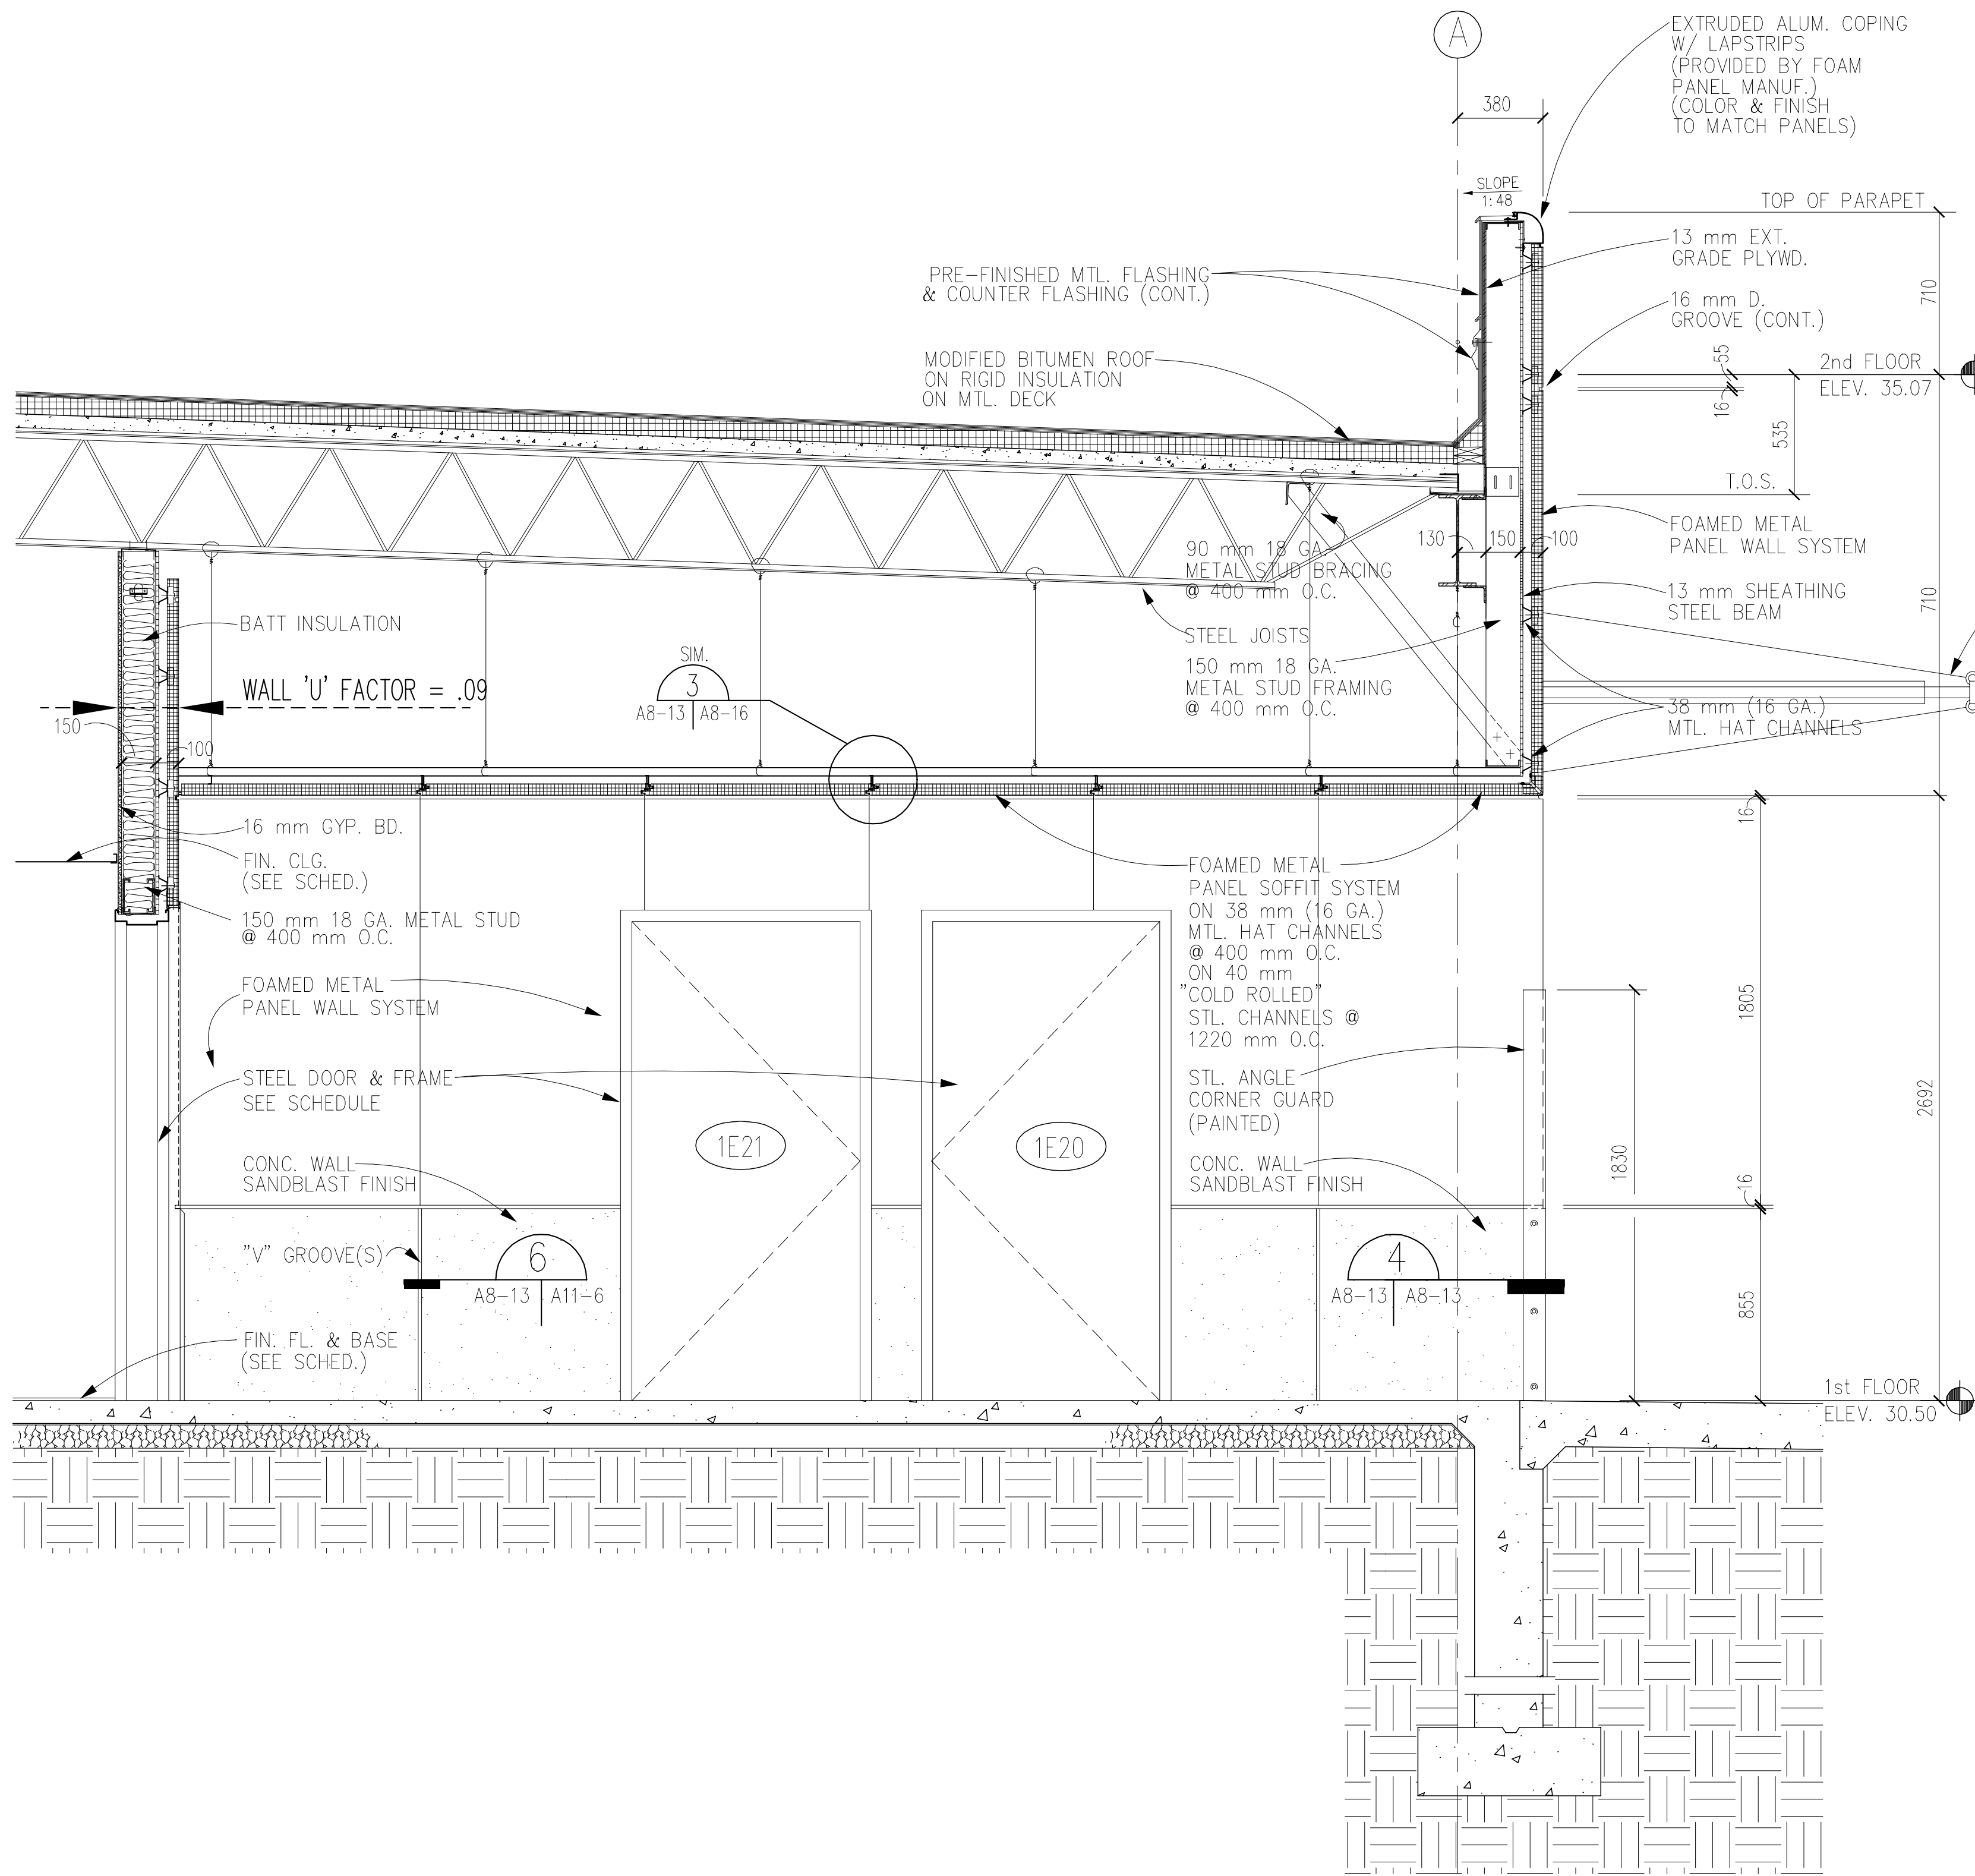 A
EXTRUDED ALUM. COPING
W/ LAPSTRIPS
(PROVIDED BY FOAM
PANEL MANUF.)
(COLOR & FINISH
TO MATCH PANELS)
380
SLOPE
1:48
TOP OF PARAPET
13 mm EXT.
GRADE PLYWD.
710
PRE-FINISHED MTL. FLASHING
& COUNTER FLASHING (CONT.)
16 mm D.
GROOVE (CONT.)
MODIFIED BITUMEN ROOF
ON RIGID INSULATION
ON MTL. DECK
55
16
2nd FLOOR
ELEV. 35.07
535
T.O.S.
FOAMED METAL
PANEL WALL SYSTEM
130
150
100
90 mm 18 GA.
METAL STUD BRACING
@ 400 mm O.C.
13 mm SHEATHING
STEEL BEAM
710
BATT INSULATION
STEEL JOISTS
150 mm 18 GA.
METAL STUD FRAMING
@ 400 mm O.C.
SIM.
3
A8-13
A8-16
WALL 'U' FACTOR = .09
150
100
38 mm (16 GA.)
MTL. HAT CHANNELS
16 mm GYP. BD.
16
FIN. CLG.
(SEE SCHED.)
150 mm 18 GA. METAL STUD
@ 400 mm O.C.
FOAMED METAL
PANEL SOFFIT SYSTEM
ON 38 mm (16 GA.)
MTL. HAT CHANNELS
@ 400 mm O.C.
ON 40 mm
"COLD ROLLED"
STL. CHANNELS @
1220 mm O.C.
FOAMED METAL
PANEL WALL SYSTEM
1805
STEEL DOOR & FRAME
SEE SCHEDULE
STL. ANGLE
CORNER GUARD
(PAINTED)
2692
1E21
1E20
1830
CONC. WALL
SANDBLAST FINISH
CONC. WALL
SANDBLAST FINISH
16
"V" GROOVE(S)
6
A8-13
A11-6
4
A8-13
A8-13
855
FIN. FL. & BASE
(SEE SCHED.)
1st FLOOR
ELEV. 30.50